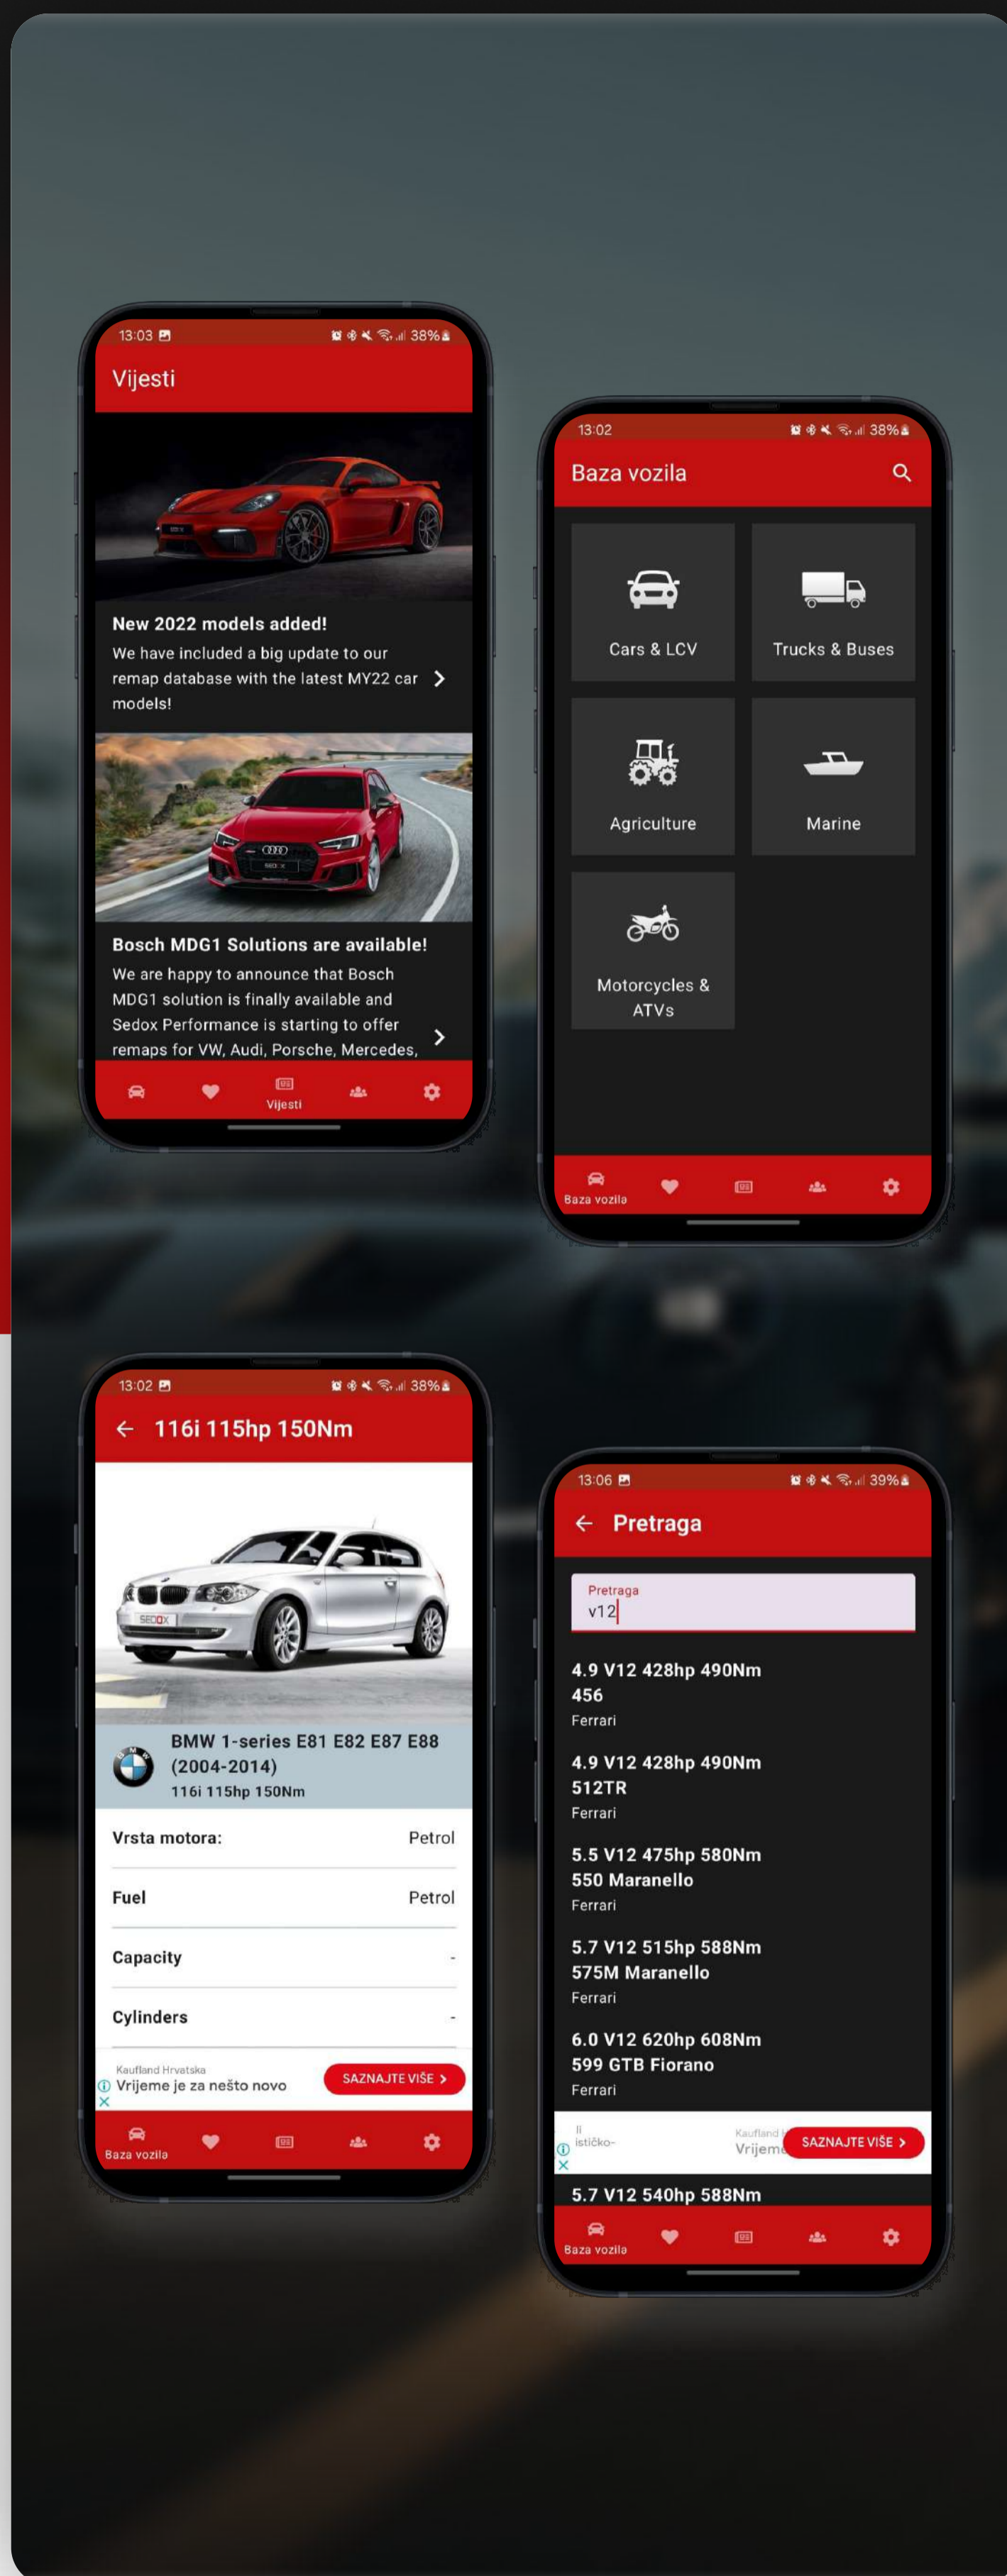 13:03
38%
Vijesti
New 2022 models added!
We have included a big update to our
remap database with the latest MY22 car
models!
SEDOX
Bosch MDG1 Solutions are available!
We are happy to announce that Bosch
MDG1 solution is finally available and
Sedox Performance is starting to offer
remaps for VW, Audi, Porsche, Mercedes,
Vijesti
13:02
38%
Baza vozila
Cars & LCV
Trucks & Buses
Agriculture
Marine
Motorcycles &
ATVs
Baza vozila
13:02
38%
116i 115hp 150Nm
SEDOX
BMW
BMW 1-series E81 E82 E87 E88
(2004-2014)
116i 115hp 150Nm
Vrsta motora:
Petrol
Fuel
Petrol
Capacity
-
Cylinders
-
Kaufland Hrvatska
Vrijeme je za nešto novo
SAZNAJTE VIŠE
Baza vozila
13:06
39%
Pretraga
Pretraga
v12
4.9 V12 428hp 490Nm
456
Ferrari
4.9 V12 428hp 490Nm
512TR
Ferrari
5.5 V12 475hp 580Nm
550 Maranello
Ferrari
5.7 V12 515hp 588Nm
575M Maranello
Ferrari
6.0 V12 620hp 608Nm
599 GTB Fiorano
Ferrari
ističko-
Kaufland
Vrijeme
SAZNAJTE VIŠE
5.7 V12 540hp 588Nm
Baza vozila